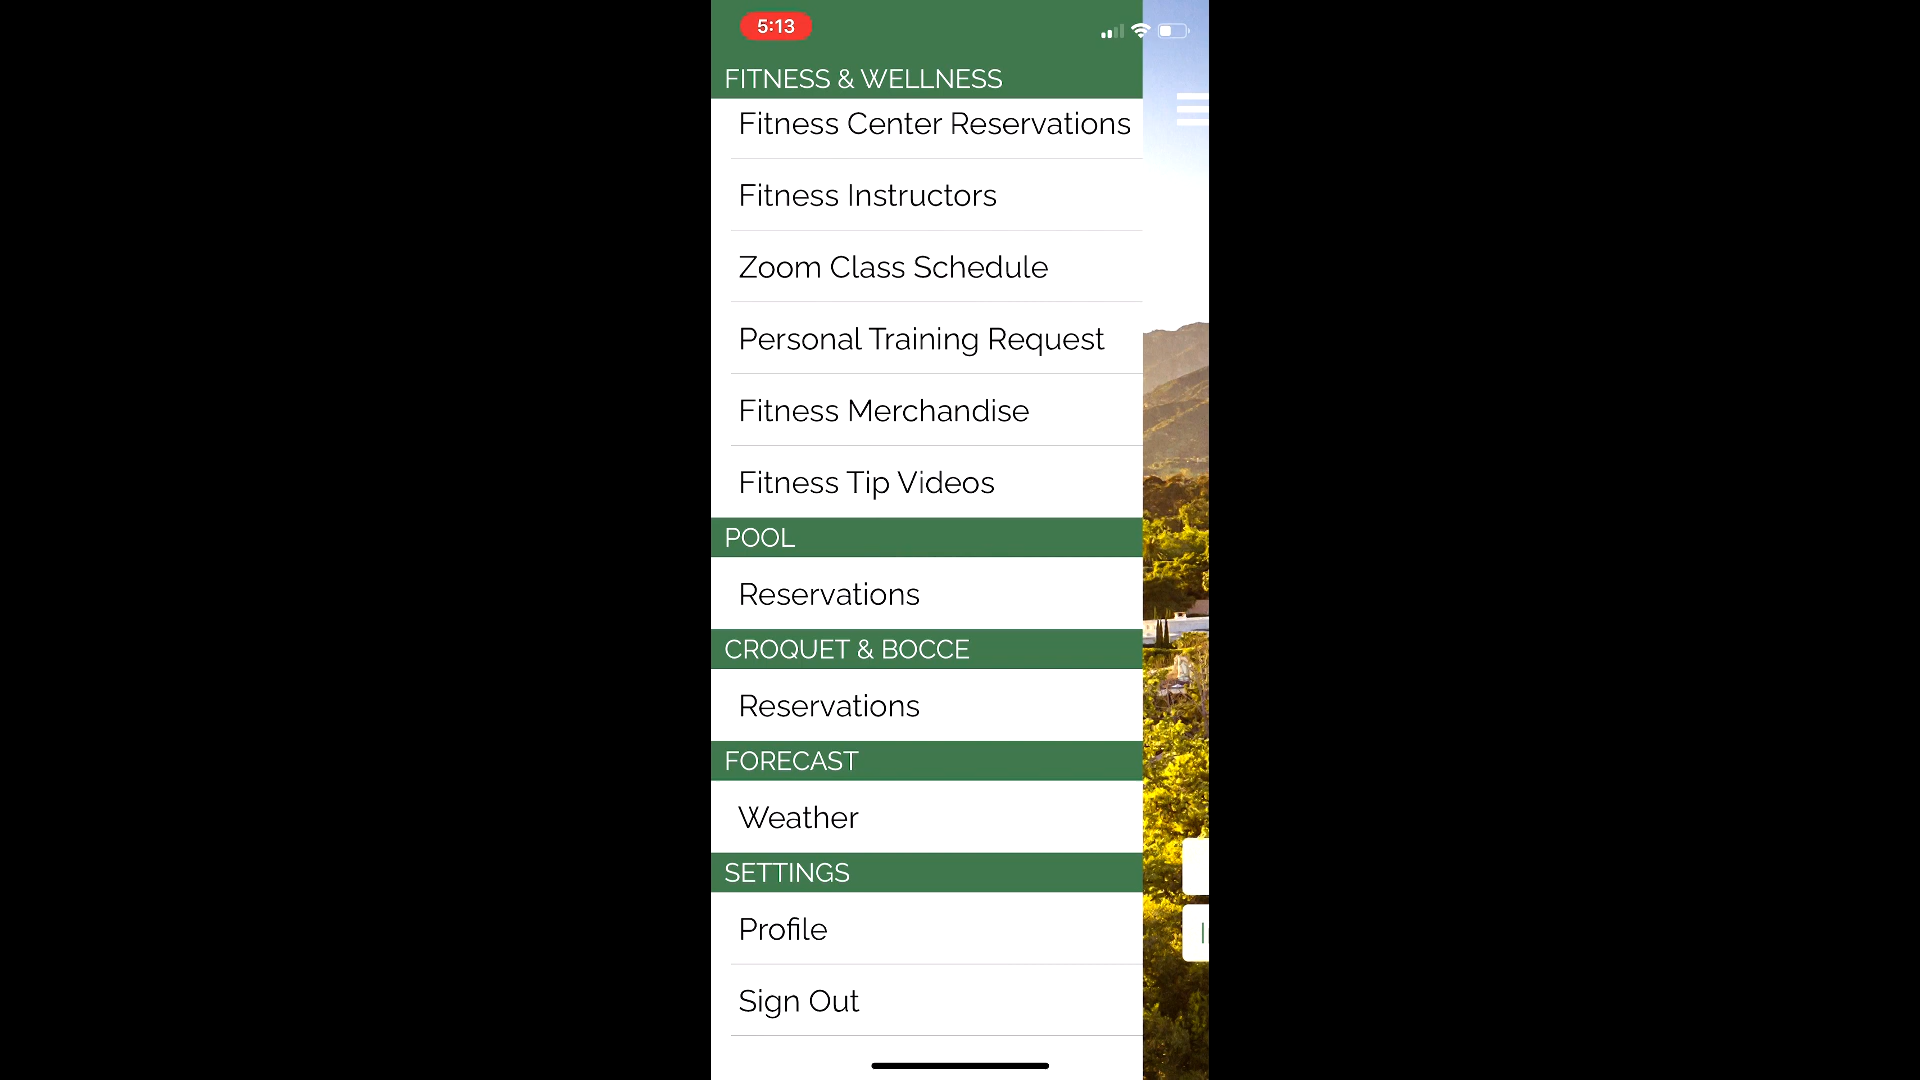 5:13
FITNESS & WELLNESS
Fitness Center Reservations
Fitness Instructors
Zoom Class Schedule
Personal Training Request
Fitness Merchandise
Fitness Tip Videos
POOL
Reservations
CROQUET & BOCCE
Reservations
FORECAST
Weather
SETTINGS
Profile
Sign Out